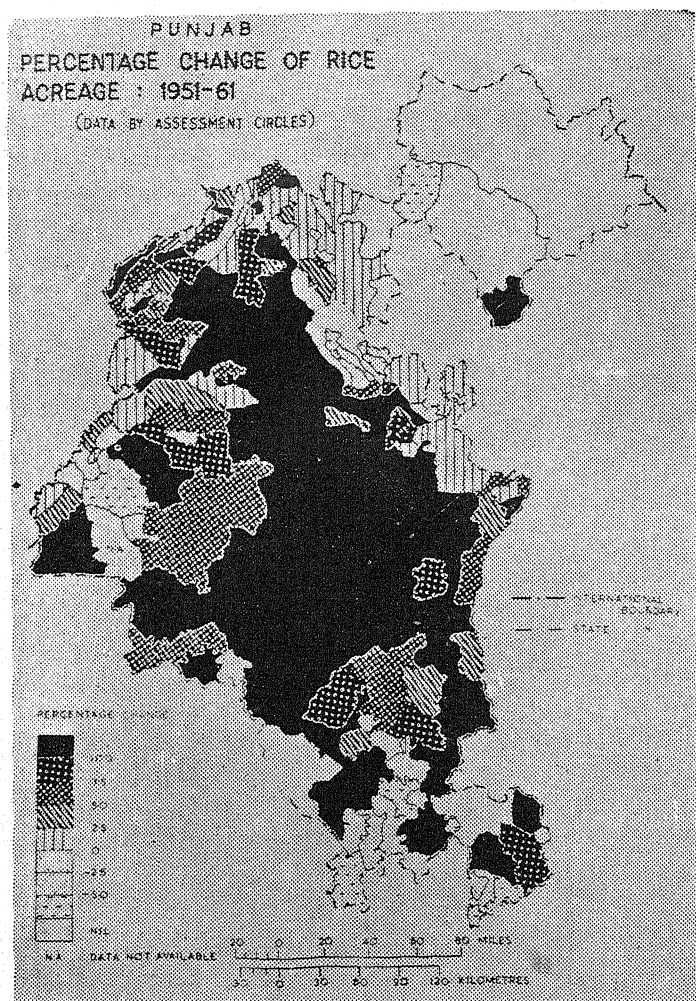 PUNJAB
PERCENTAGE CHANGE OF RICE
ACREAGE : 1951-61
(DATA BY ASSESSMENT CIRCLES)
N.A.
INTERNATIONAL
BOUNDARY
STATE
PERCENTAGE CHANGE
100
75
50
25
0
-25
-50
NIL
N.A. DATA NOT AVAILABLE
20 0 20 40 60 80 MILES
30 0 30 60 90 120 KILOMETRES